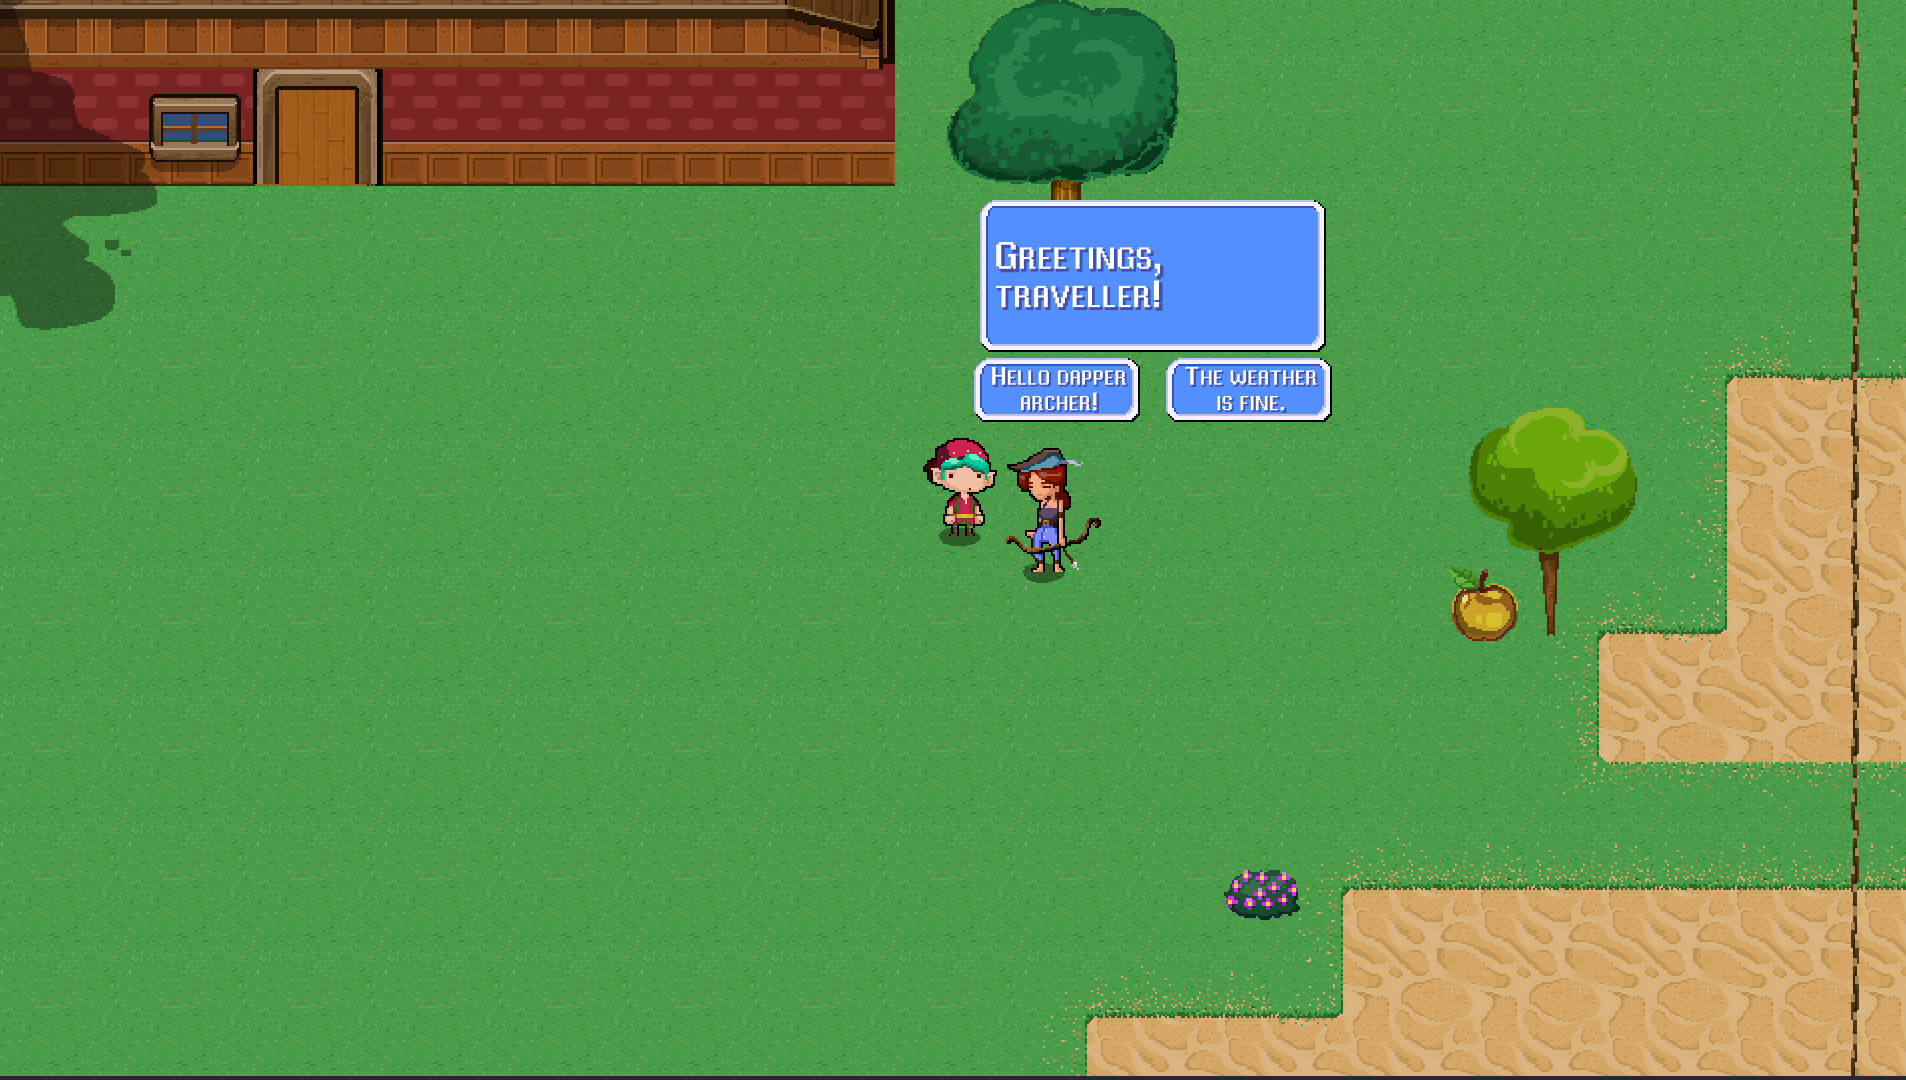 Greetings,
traveller!
Hello dapper
archer!
The weather
is fine.